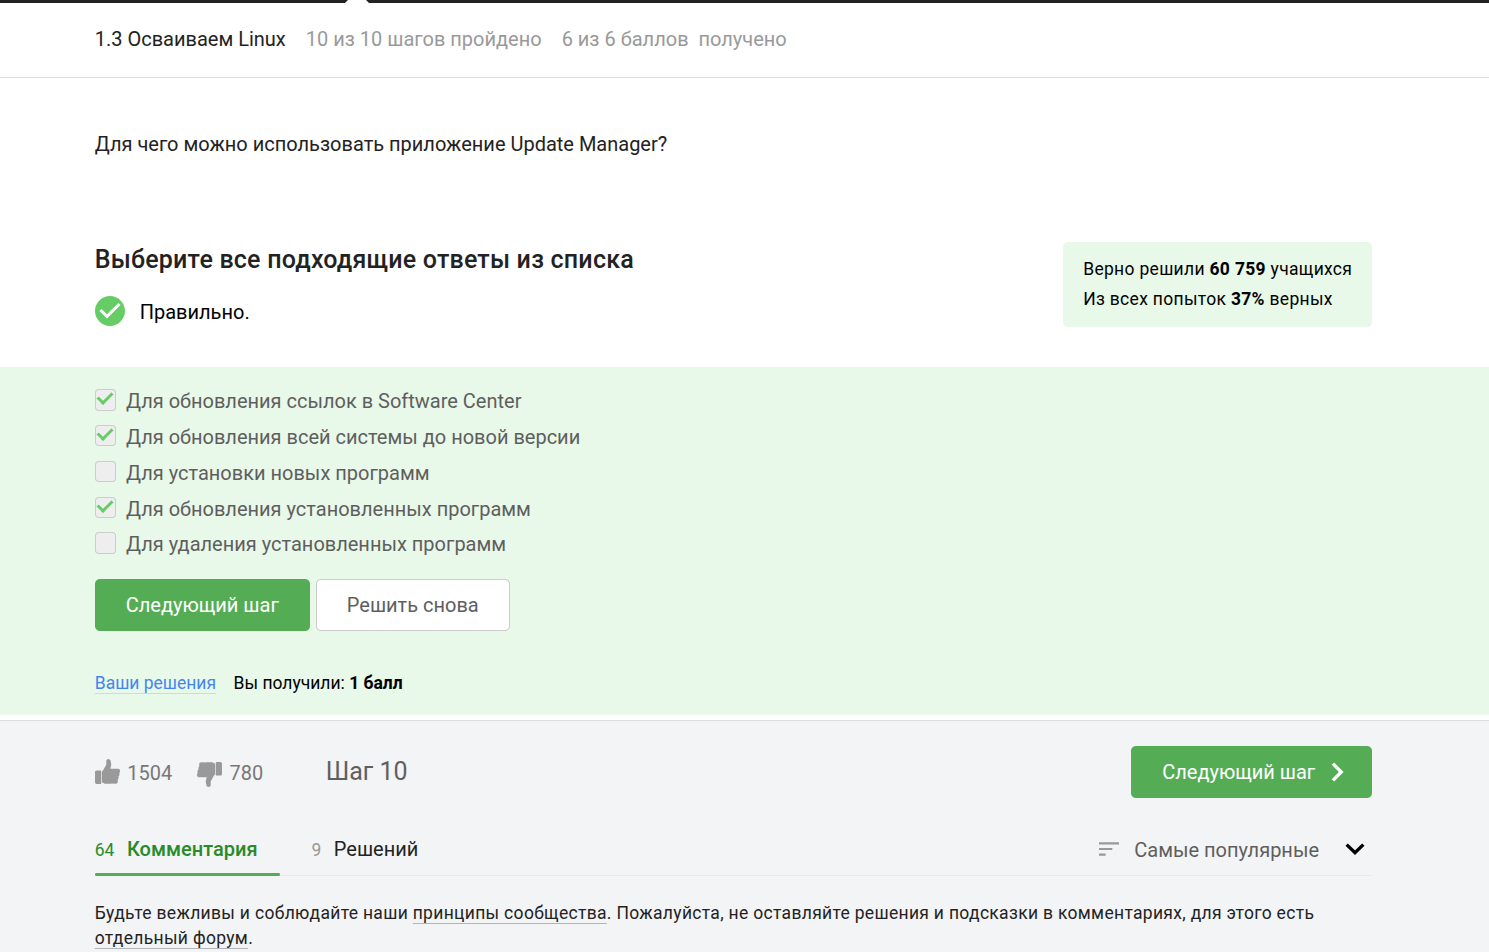 1.3 Осваиваем Linux 10 из 10 шагов пройдено 6 из 6 баллов получено
Для чего можно использовать приложение Update Manager?
Выберите все подходящие ответы из списка
Правильно.
Верно решили 60 759 учащихся
Из всех попыток 37% верных
Для обновления ссылок в Software Center
Для обновления всей системы до новой версии
Для установки новых программ
Для обновления установленных программ
Для удаления установленных программ
Следующий шаг Решить снова
Ваши решения Вы получили: 1 балл
1504 780 Шаг 10 Следующий шаг
64 Комментария 9 Решений Самые популярные
Будьте вежливы и соблюдайте наши принципы сообщества. Пожалуйста, не оставляйте решения и подсказки в комментариях, для этого есть
отдельный форум.